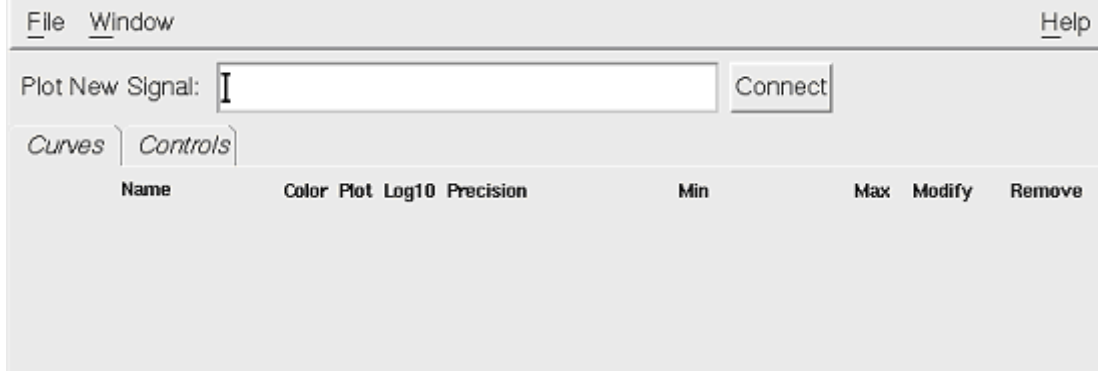 File Window Help
Plot New Signal: Connect
Curves Controls
Name Color Plot Log10 Precision Min Max Modify Remove